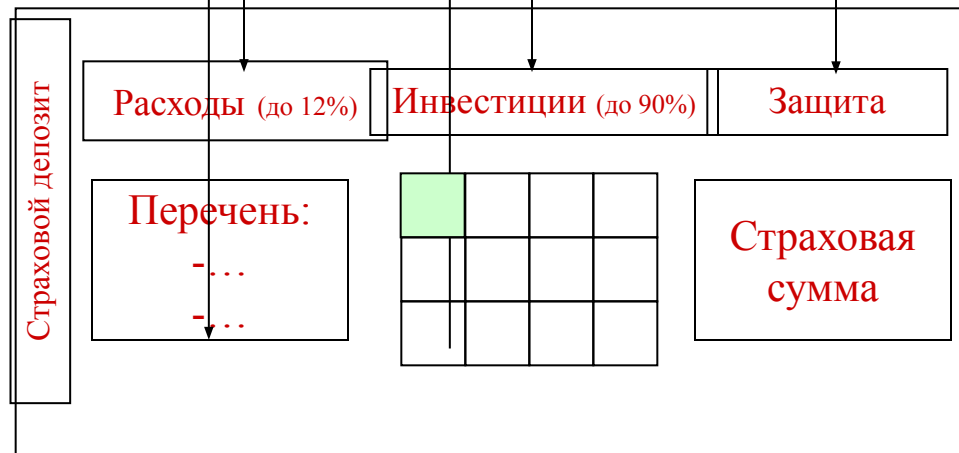 Страховой депозит
Расходы (до 12%)
Инвестиции (до 90%)
Защита
Перечень:
-…
-…
Страховая
сумма